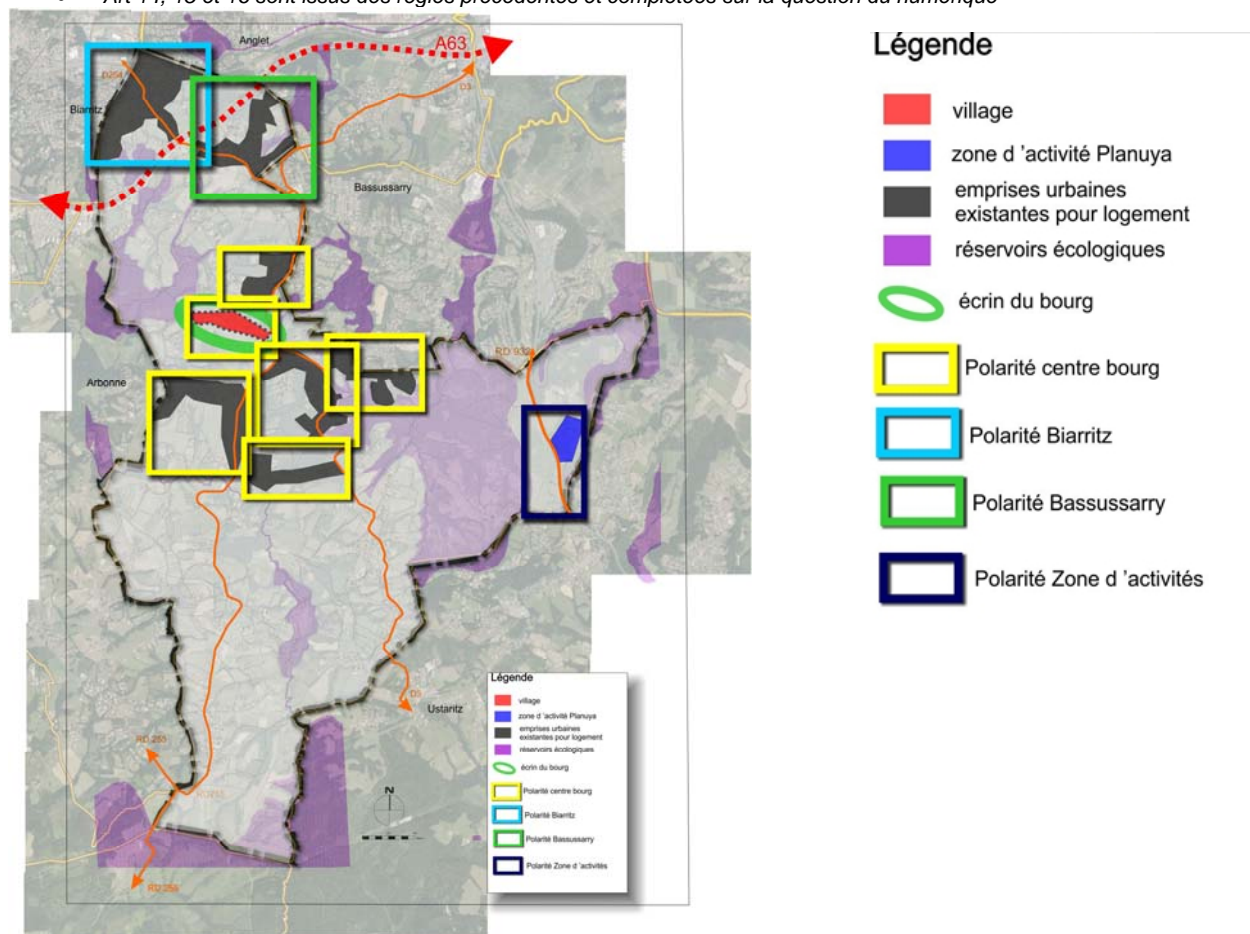 Art 11, 15 et 16 sont issus des règles précédentes et complétées sur la question du numérique
Anglet
A63
D254
D3
Biarritz
Bassussarry
RD 932
Arbonne
D3
Ustaritz
RD 255
RD 255
RD 256
N
Légende
village
zone d 'activité Planuya
emprises urbaines
existantes pour logement
réservoirs écologiques
écrin du bourg
Polarité centre bourg
Polarité Biarritz
Polarité Bassussarry
Polarité Zone d 'activités
Légende
village
zone d 'activité Planuya
emprises urbaines
existantes pour logement
réservoirs écologiques
écrin du bourg
Polarité centre bourg
Polarité Biarritz
Polarité Bassussarry
Polarité Zone d 'activités